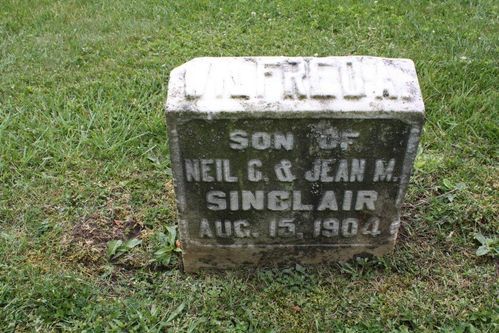 SON OF
NEIL C. & JEAN M.
SINCLAIR
AUG. 15, 1904